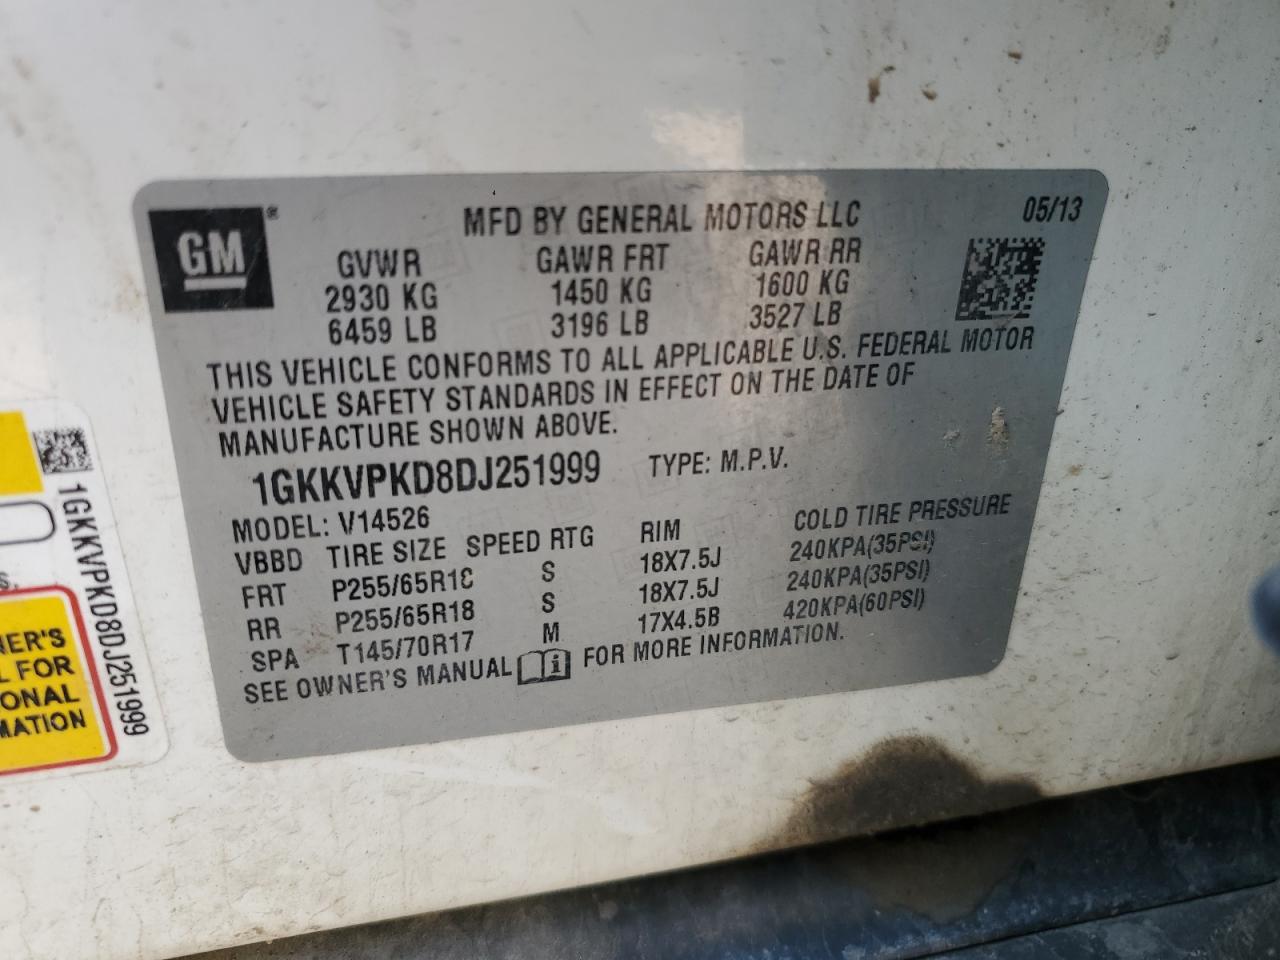 GM®
MFD BY GENERAL MOTORS LLC
05/13
GVWR GAWR FRT GAWR RR
2930 KG 1450 KG 1600 KG
6459 LB 3196 LB 3527 LB
THIS VEHICLE CONFORMS TO ALL APPLICABLE U.S. FEDERAL MOTOR
VEHICLE SAFETY STANDARDS IN EFFECT ON THE DATE OF
MANUFACTURE SHOWN ABOVE.
1GKKVPKD8DJ251999 TYPE: M.P.V.
MODEL: V14526
VBBD TIRE SIZE SPEED RTG RIM COLD TIRE PRESSURE
FRT P255/65R18 S 18X7.5J 240KPA(35PSI)
RR P255/65R18 S 18X7.5J 240KPA(35PSI)
SPA T145/70R17 M 17X4.5B 420KPA(60PSI)
SEE OWNER'S MANUAL FOR MORE INFORMATION.
1GKKVPKD8DJ251999
S.
NER'S
L FOR
ONAL
MATION